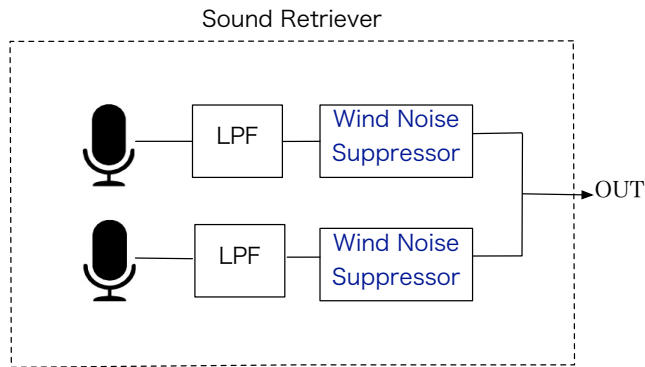 Sound Retriever
LPF
Wind Noise
Suppressor
OUT
LPF
Wind Noise
Suppressor